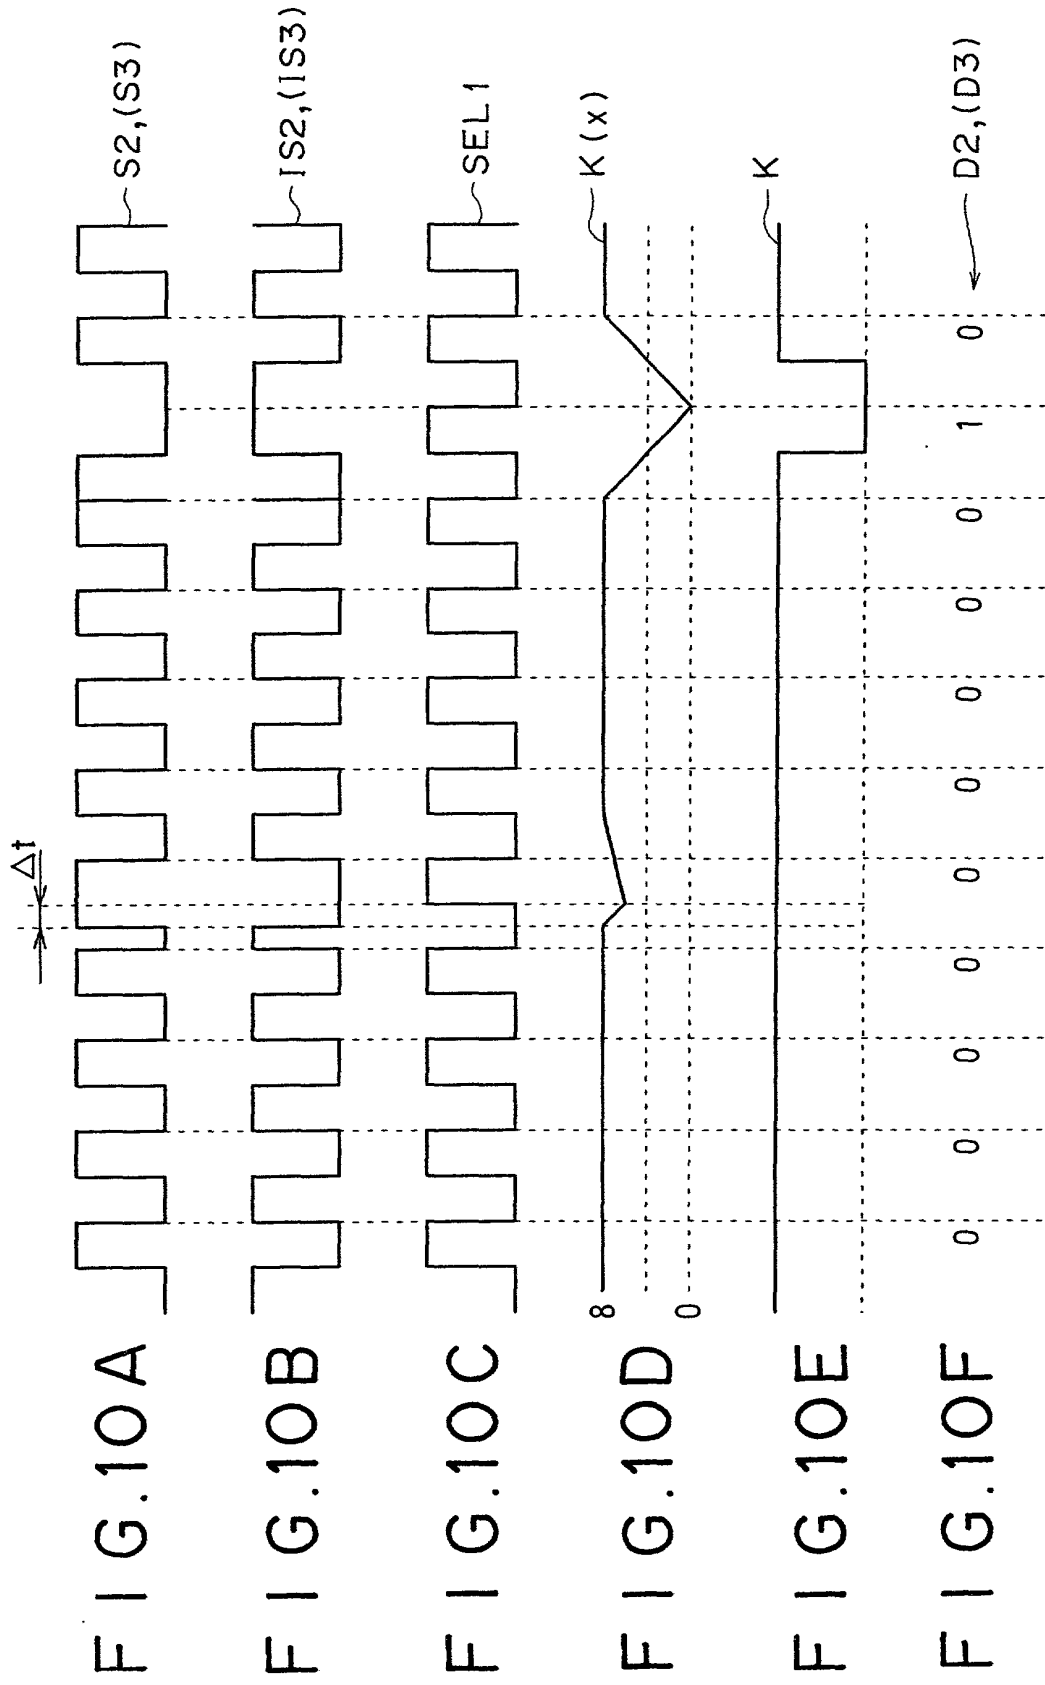 Δt
FIG.10A
S2,(S3)
FIG.10B
IS2,(IS3)
FIG.10C
SEL1
FIG.10D
8
0
K(x)
FIG.10E
K
FIG.10F
0 0 0 0 0 0 0 0 0 1 0
D2,(D3)